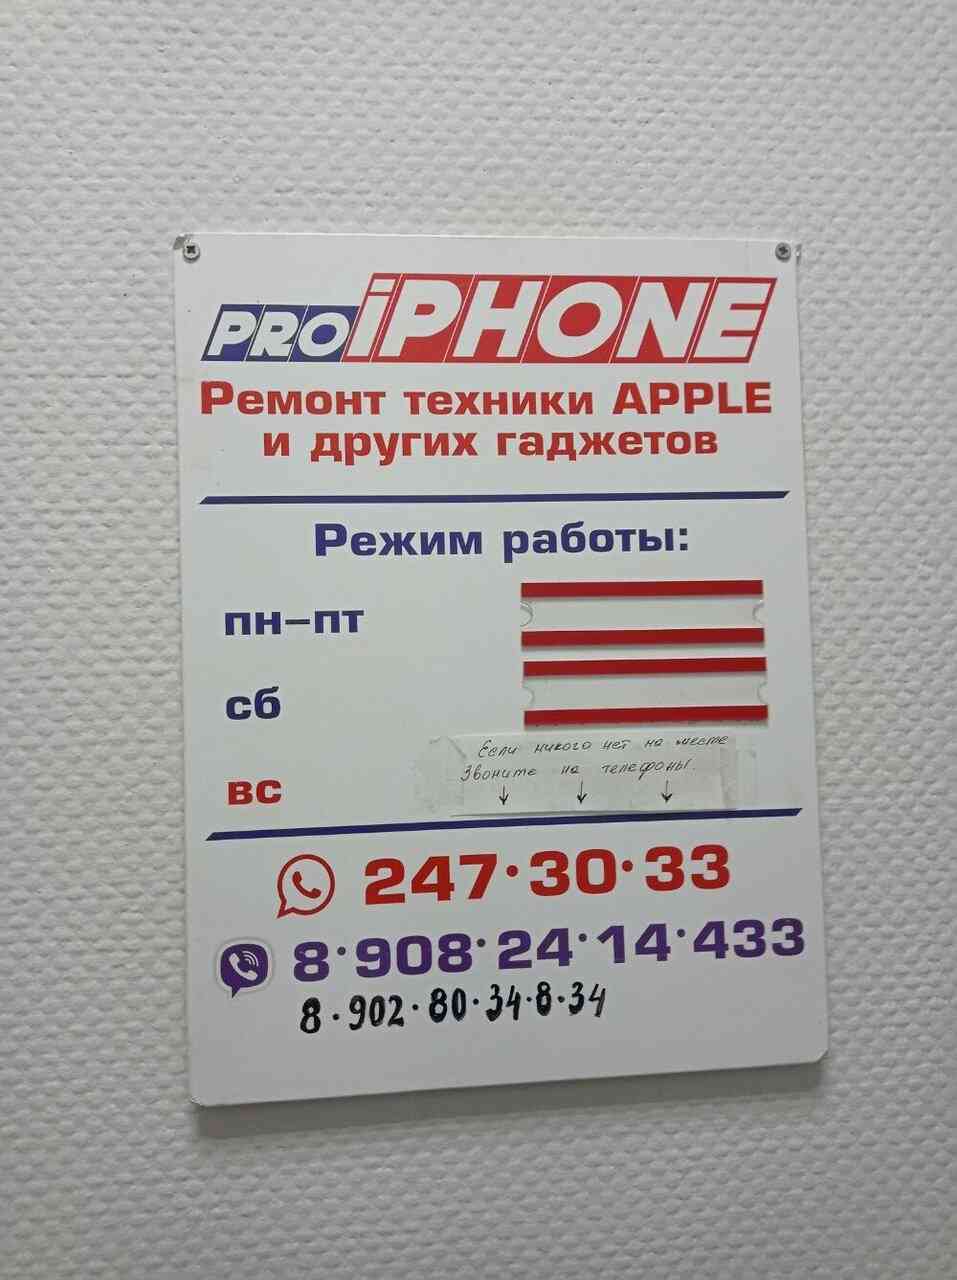 PROiPHONE
Ремонт техники APPLE
и других гаджетов
Режим работы:
пн–пт
сб
Если никого нет на месте
Звоните на телефоны.
вс
247·30·33
8·908·24·14·433
8·902·80·34·8·34